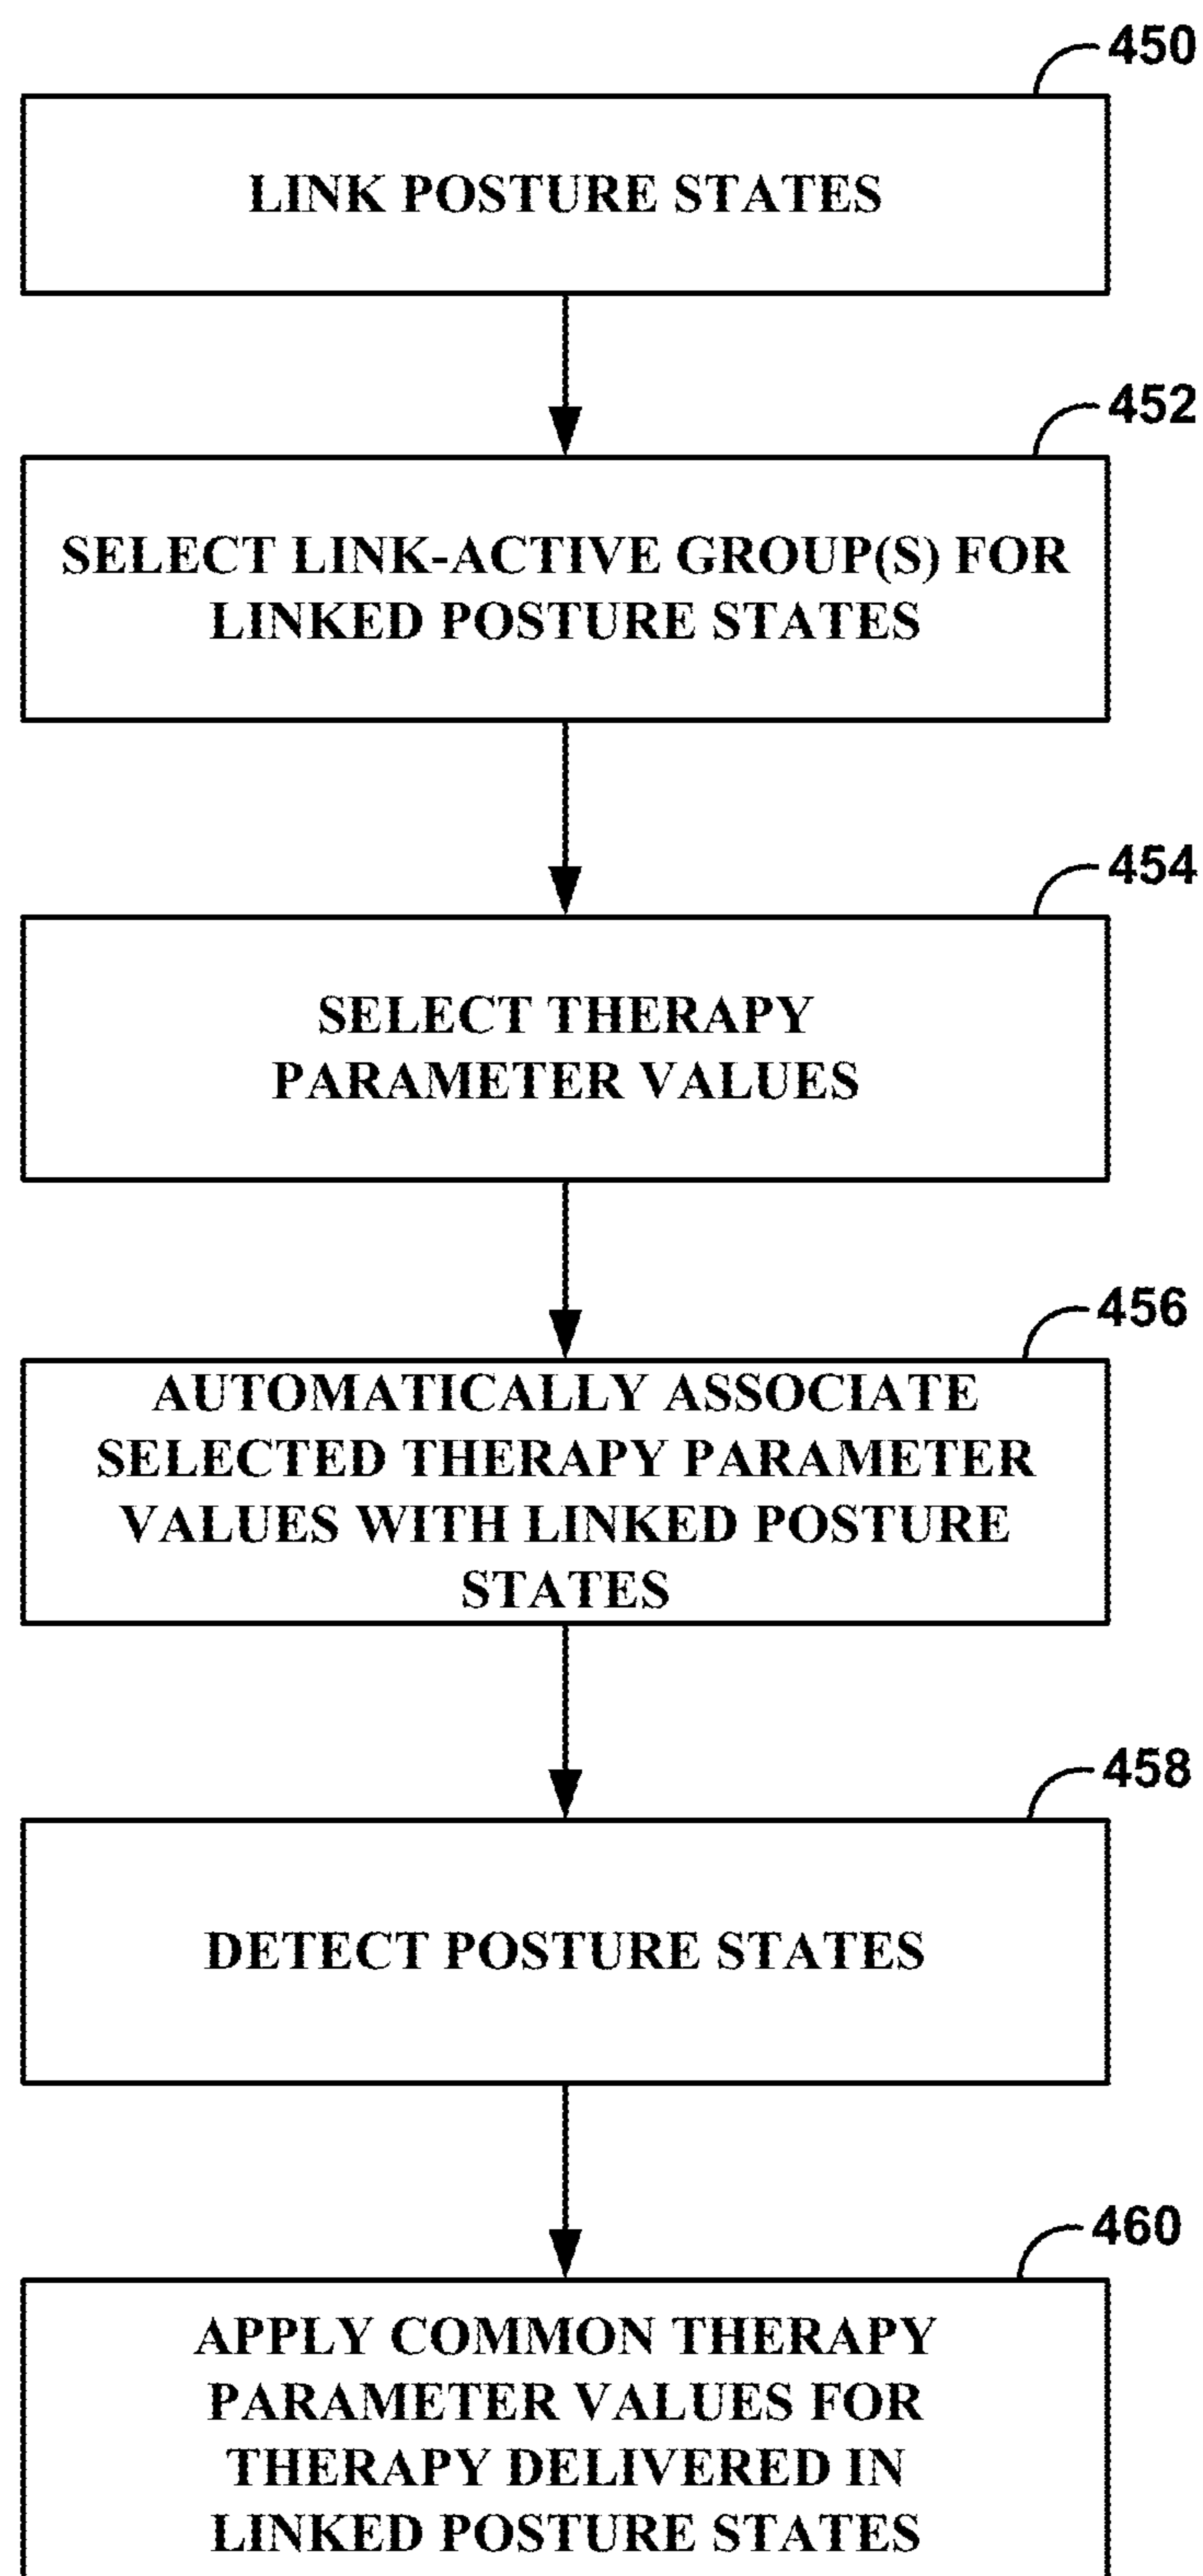 450
LINK POSTURE STATES
452
SELECT LINK-ACTIVE GROUP(S) FOR
LINKED POSTURE STATES
454
SELECT THERAPY
PARAMETER VALUES
456
AUTOMATICALLY ASSOCIATE
SELECTED THERAPY PARAMETER
VALUES WITH LINKED POSTURE
STATES
458
DETECT POSTURE STATES
460
APPLY COMMON THERAPY
PARAMETER VALUES FOR
THERAPY DELIVERED IN
LINKED POSTURE STATES